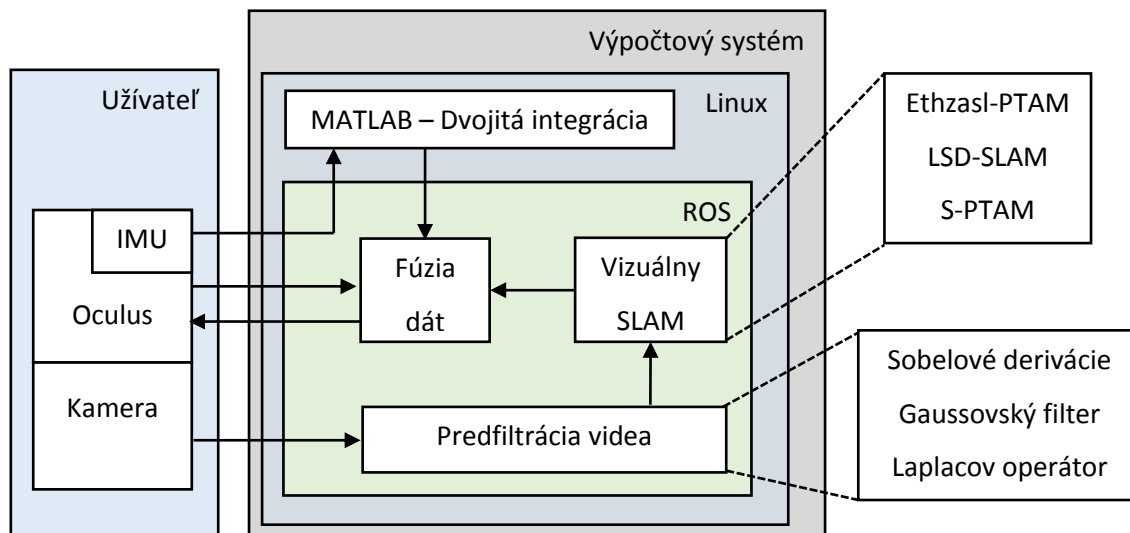 Výpočtový systém
Užívateľ
Linux
MATLAB – Dvojitá integrácia
Ethzasl-PTAM
LSD-SLAM
S-PTAM
ROS
IMU
Oculus
Fúzia
dát
Vizuálny
SLAM
Kamera
Predfiltrácia videa
Sobelové derivácie
Gaussovský filter
Laplacov operátor